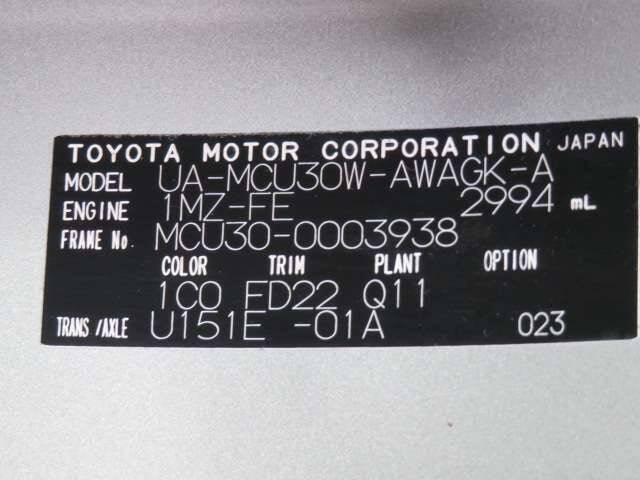 TOYOTA MOTOR CORPORATION JAPAN
MODEL UA-MCU30W-AWAGK-A
ENGINE 1MZ-FE 2994 mL
FRAME No. MCU30-0003938
COLOR TRIM PLANT OPTION
1C0 FD22 Q11
TRANS/AXLE U151E -01A 023